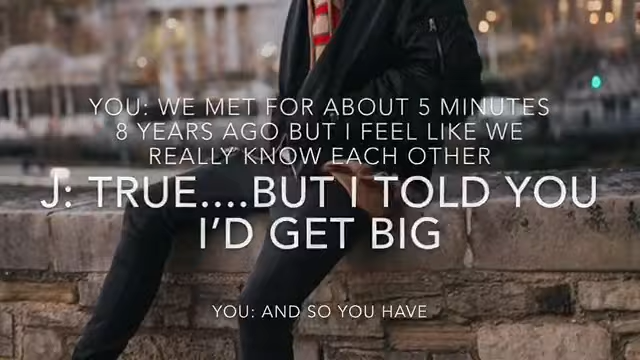 YOU: WE MET FOR ABOUT 5 MINUTES
8 YEARS AGO BUT I FEEL LIKE WE
REALLY KNOW EACH OTHER
J: TRUE....BUT I TOLD YOU
I'D GET BIG
YOU: AND SO YOU HAVE